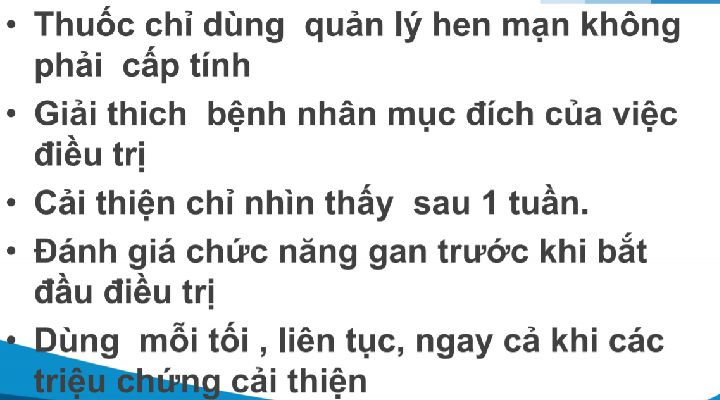 • Thuốc chỉ dùng quản lý hen mạn không
phải cấp tính
• Giải thich bệnh nhân mục đích của việc
điều trị
• Cải thiện chỉ nhìn thấy sau 1 tuần.
• Đánh giá chức năng gan trước khi bắt
đầu điều trị
• Dùng mỗi tối , liên tục, ngay cả khi các
triệu chứng cải thiện